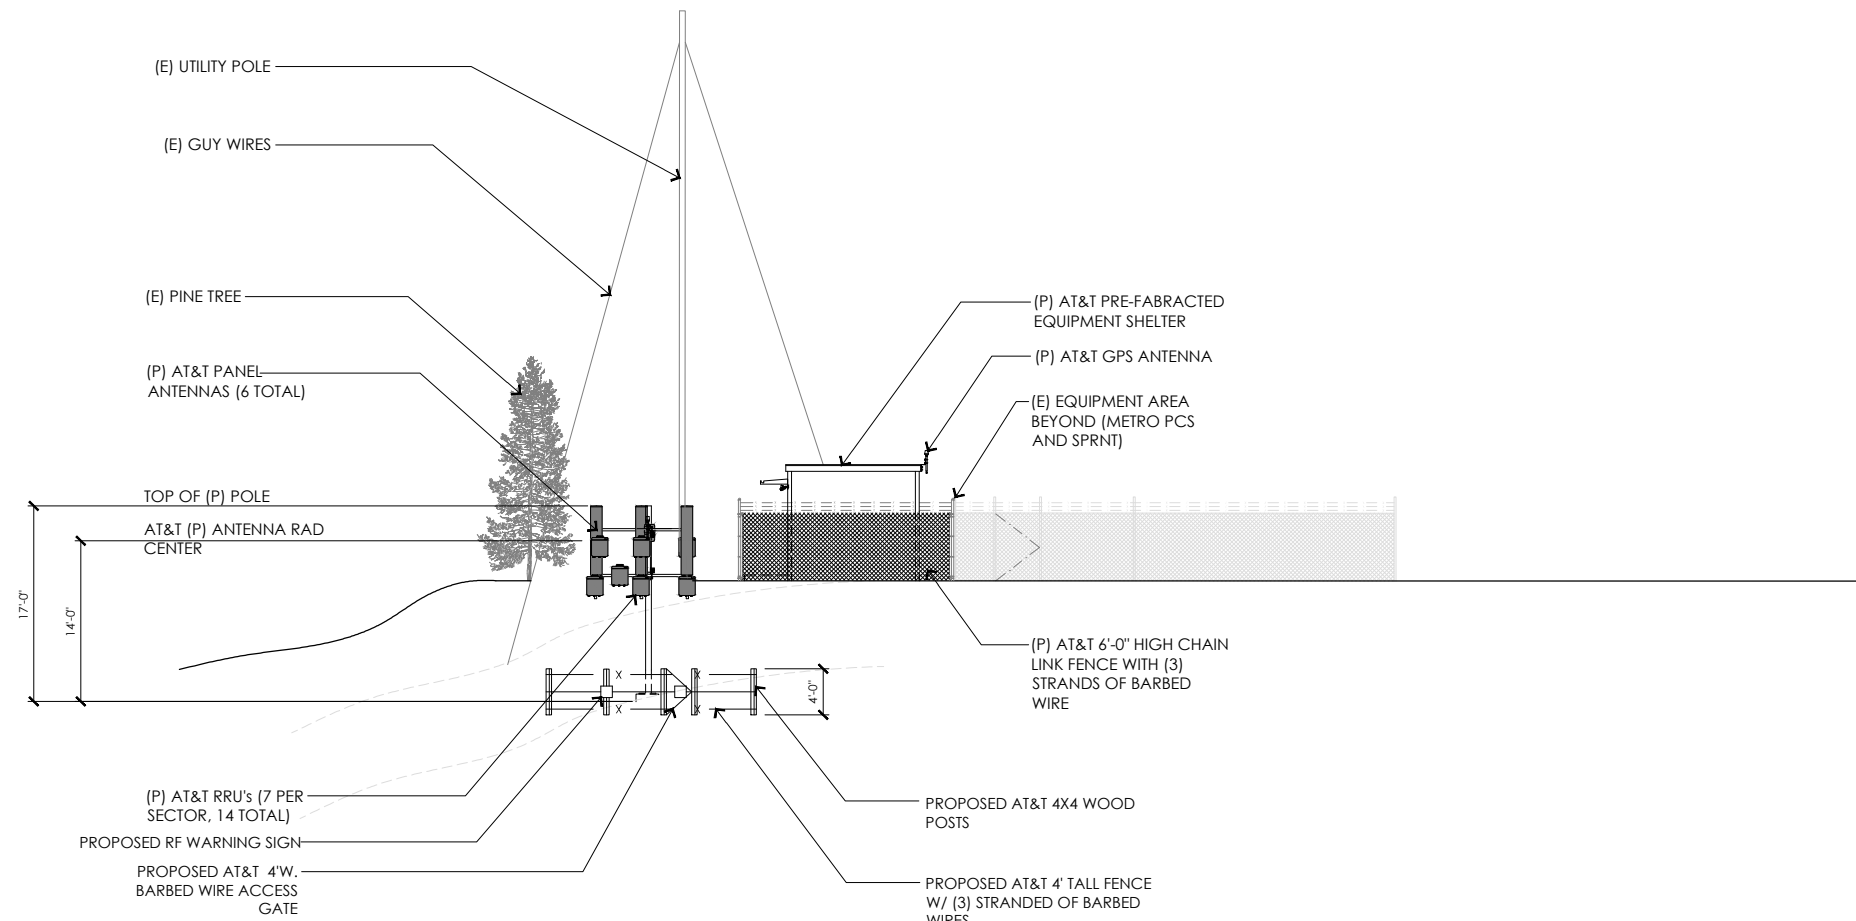 (E) UTILITY POLE
(E) GUY WIRES
(E) PINE TREE
(P) AT&T PANEL
ANTENNAS (6 TOTAL)
TOP OF (P) POLE
AT&T (P) ANTENNA RAD
CENTER
17'-0"
14'-0"
(P) AT&T PRE-FABRACTED
EQUIPMENT SHELTER
(P) AT&T GPS ANTENNA
(E) EQUIPMENT AREA
BEYOND (METRO PCS
AND SPRNT)
(P) AT&T 6'-0" HIGH CHAIN
LINK FENCE WITH (3)
STRANDS OF BARBED
WIRE
X
X
X
X
4'-0"
(P) AT&T RRU's (7 PER
SECTOR, 14 TOTAL)
PROPOSED RF WARNING SIGN
PROPOSED AT&T 4'W.
BARBED WIRE ACCESS
GATE
PROPOSED AT&T 4X4 WOOD
POSTS
PROPOSED AT&T 4' TALL FENCE
W/ (3) STRANDED OF BARBED
WIRES